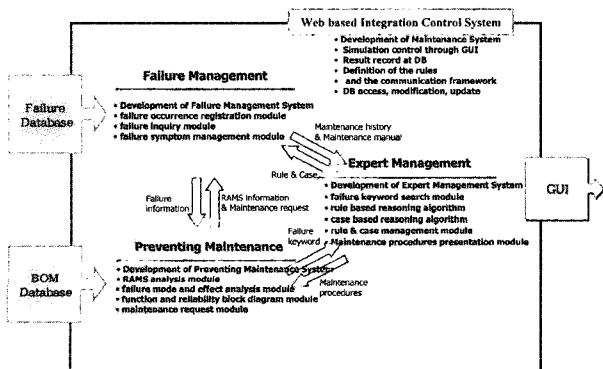 Web based Integration Control System
• Development of Maintenance System
• Simulation control through GUI
• Result record at DB
• Definition of the rules
• and the communication framework
• DB access, modification, update
Failure Management
Failure
Database
• Development of Failure Management System
• failure occurrence registration module
• failure inquiry module
• failure symptom management module
Maintenance history
& Maintenance manual
Rule & Case
Expert Management
• Development of Expert Management System
• failure keyword search module
• rule based reasoning algorithm
• case based reasoning algorithm
• rule & case management module
• Maintenance procedures presentation module
GUI
Failure
information
RAMS Information
& Maintenance request
Failure
keyword
Preventing Maintenance
BOM
Database
• Development of Preventing Maintenance System
• RAMS analysis module
• failure mode and effect analysis module
• function and reliability block diagram module
• maintenance request module
Maintenance
procedures